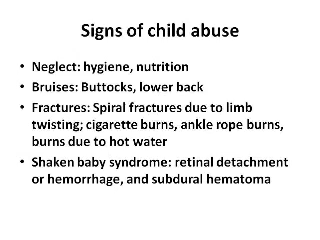 Signs of child abuse
• Neglect: hygiene, nutrition
• Bruises: Buttocks, lower back
• Fractures: Spiral fractures due to limb
twisting; cigarette burns, ankle rope burns,
burns due to hot water
• Shaken baby syndrome: retinal detachment
or hemorrhage, and subdural hematoma